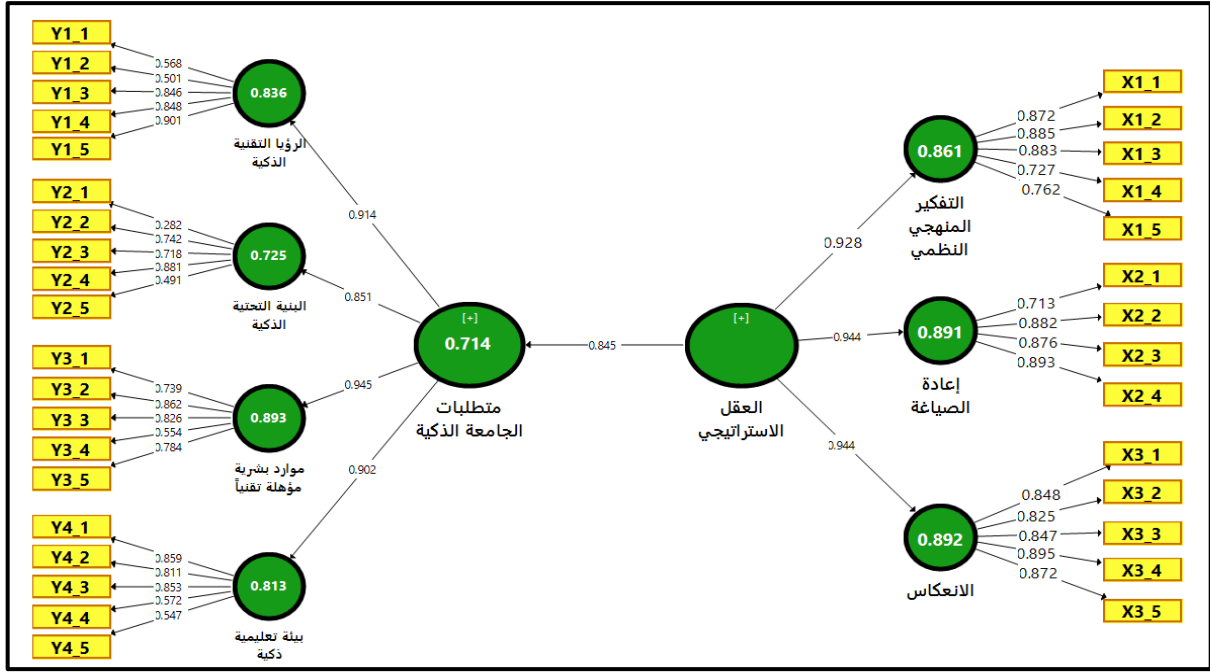 Y1_1
Y1_2
Y1_3
Y1_4
Y1_5
0.568
0.501
0.846
0.848
0.901
0.836
الرؤيا التقنية
الذكية
Y2_1
Y2_2
Y2_3
Y2_4
Y2_5
0.282
0.742
0.718
0.881
0.491
0.725
البنية التحتية
الذكية
Y3_1
Y3_2
Y3_3
Y3_4
Y3_5
0.739
0.862
0.826
0.554
0.784
0.893
موارد بشرية
مؤهلة تقنياً
Y4_1
Y4_2
Y4_3
Y4_4
Y4_5
0.859
0.811
0.853
0.572
0.547
0.813
بيئة تعليمية
ذكية
0.914
0.851
0.945
0.902
[+]
0.714
متطلبات
الجامعة الذكية
0.845
[+]
العقل
الاستراتيجي
0.928
0.944
0.944
0.861
التفكير
المنهجي
النظمي
0.872
0.885
0.883
0.727
0.762
X1_1
X1_2
X1_3
X1_4
X1_5
0.891
إعادة
الصياغة
0.713
0.882
0.876
0.893
X2_1
X2_2
X2_3
X2_4
0.892
الانعكاس
0.848
0.825
0.847
0.895
0.872
X3_1
X3_2
X3_3
X3_4
X3_5